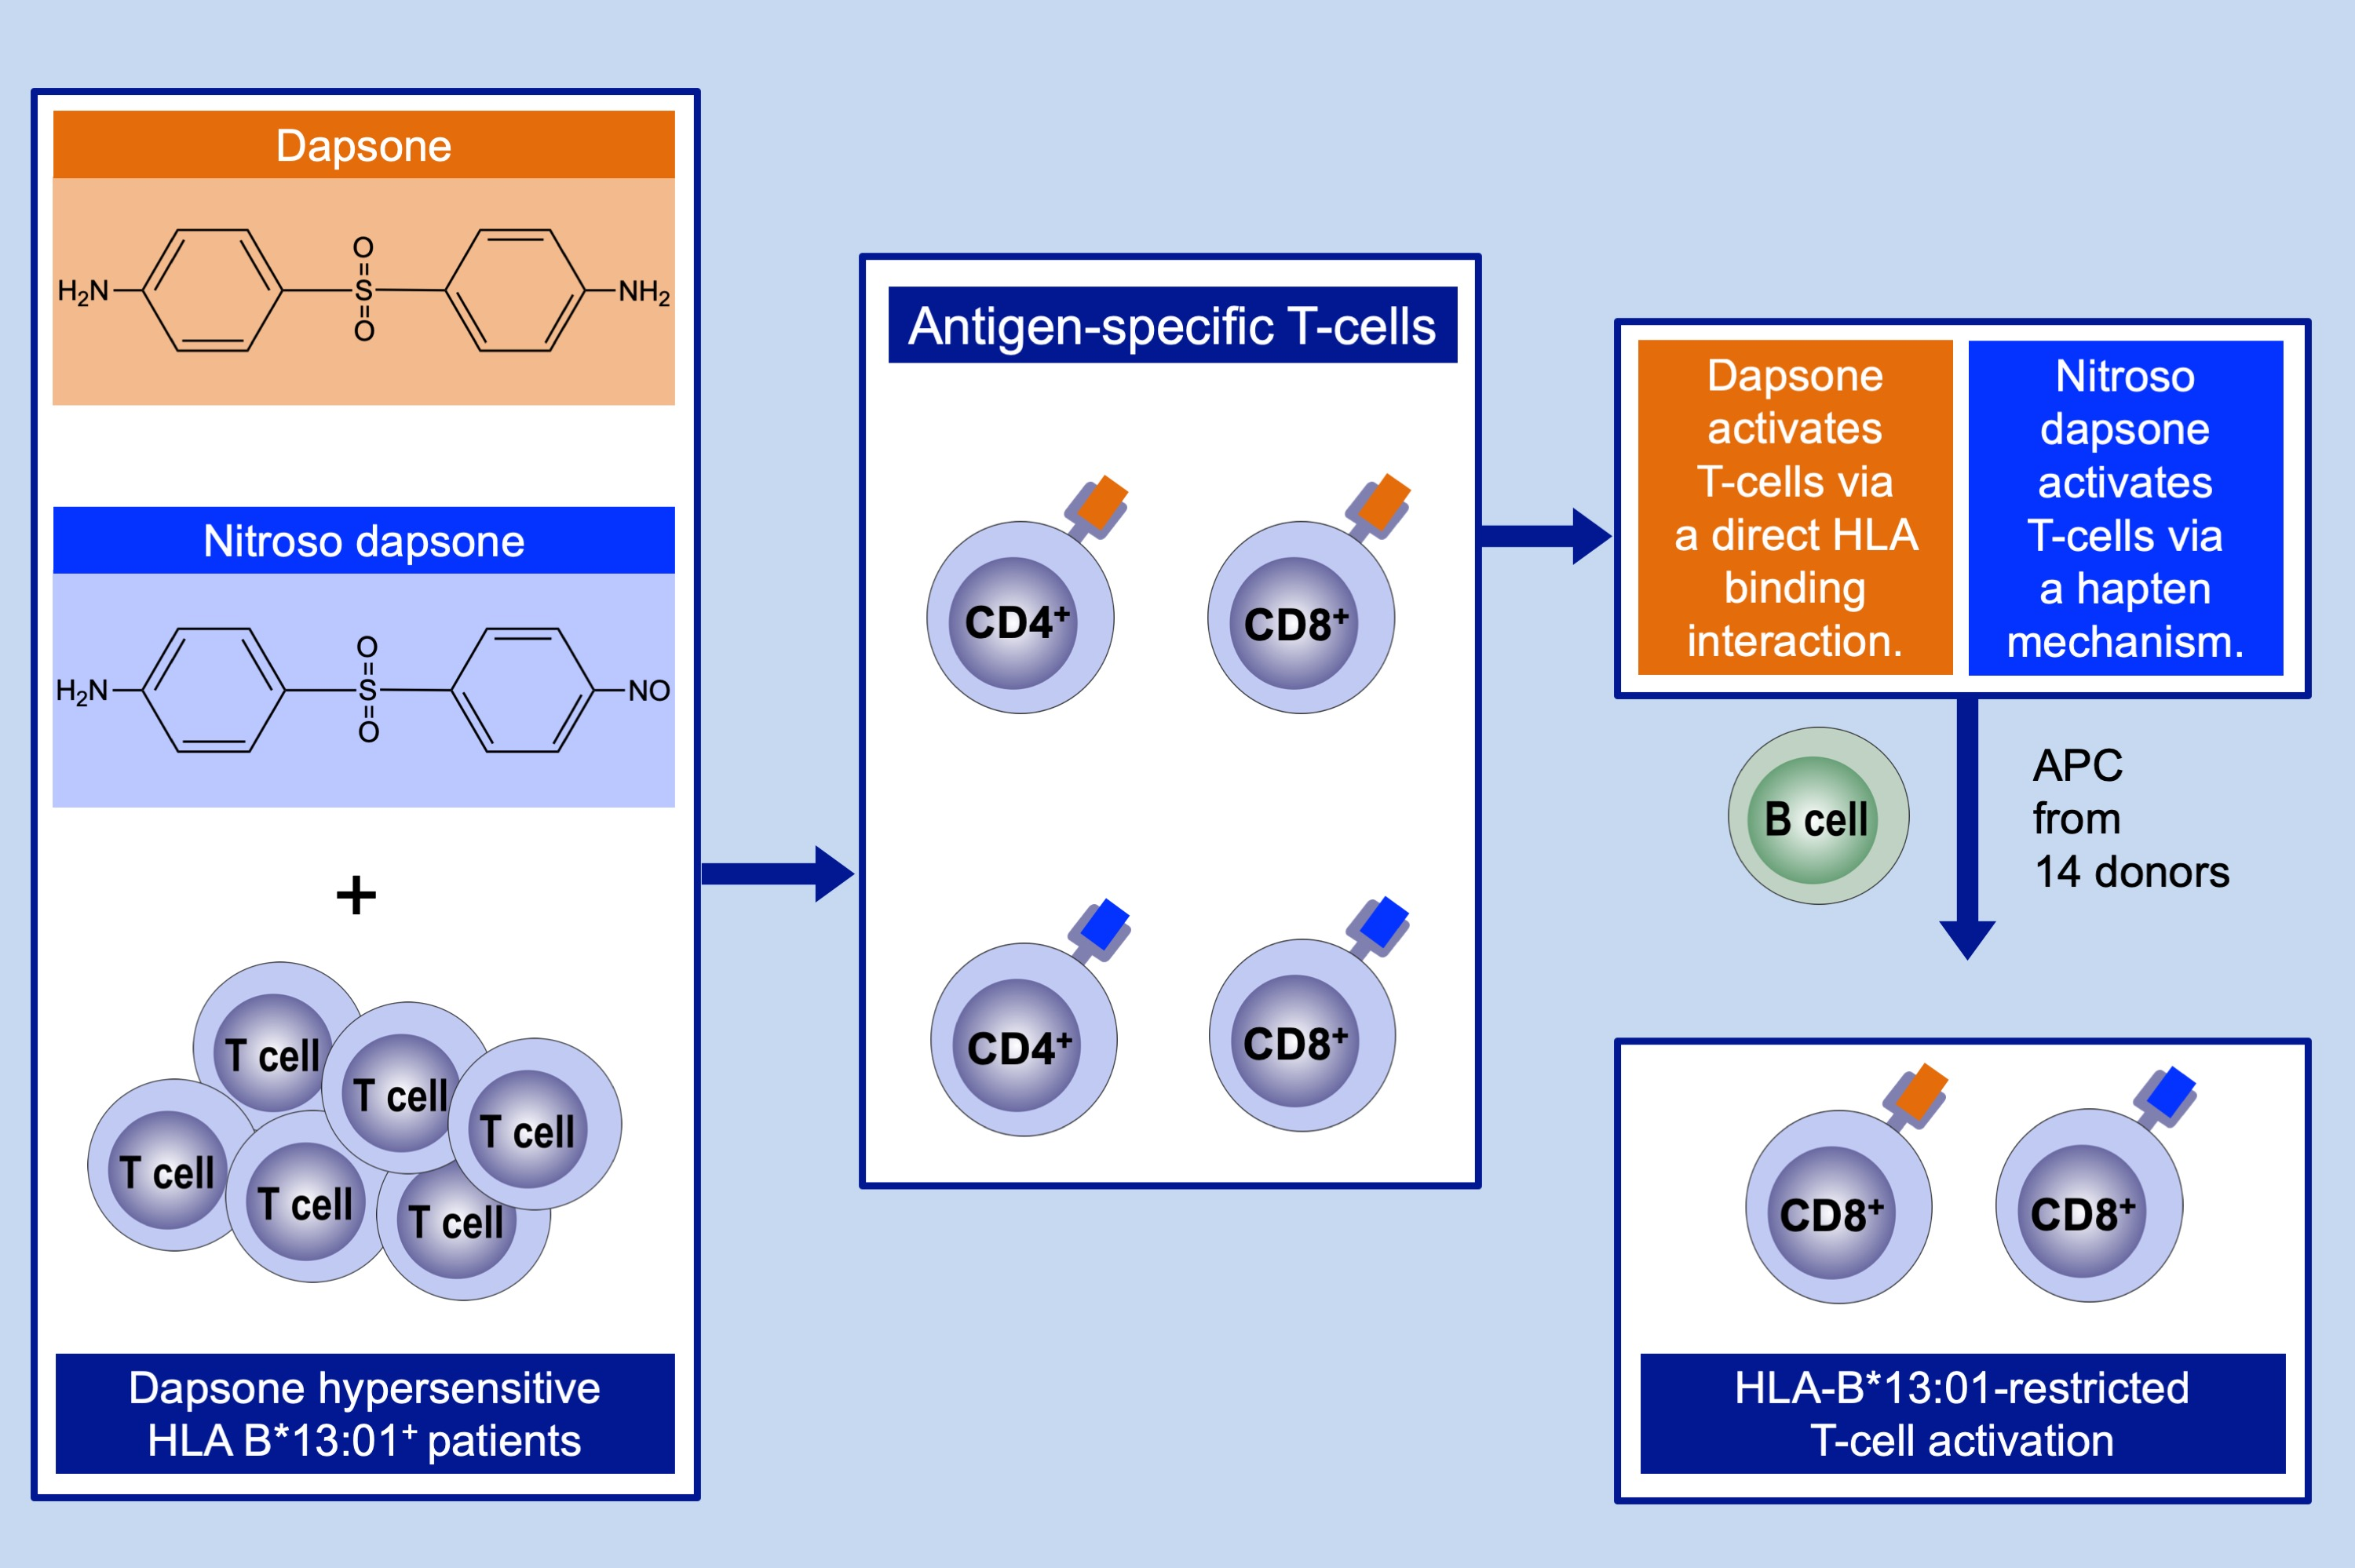 Dapsone
O
H₂N
S
NH₂
O
Nitroso dapsone
O
H₂N
S
NO
O
+
T cell
T cell
T cell
T cell
T cell
T cell
Dapsone hypersensitive
HLA B*13:01⁺ patients
Antigen-specific T-cells
CD4⁺
CD8⁺
CD4⁺
CD8⁺
Dapsone
activates
T-cells via
a direct HLA
binding
interaction.
Nitroso
dapsone
activates
T-cells via
a hapten
mechanism.
B cell
APC
from
14 donors
CD8⁺
CD8⁺
HLA-B*13:01-restricted
T-cell activation